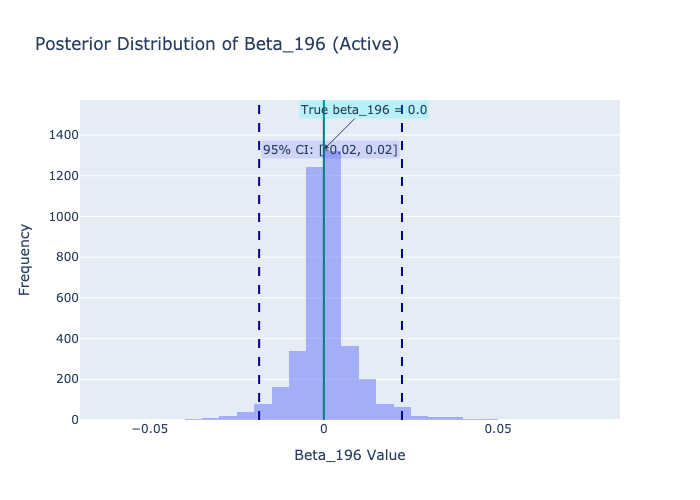 Posterior Distribution of Beta_196 (Active)
True beta_196 = 0.0
95% CI: [-0.02, 0.02]
1400
1200
1000
800
600
400
200
0
Frequency
−0.05
0
0.05
Beta_196 Value